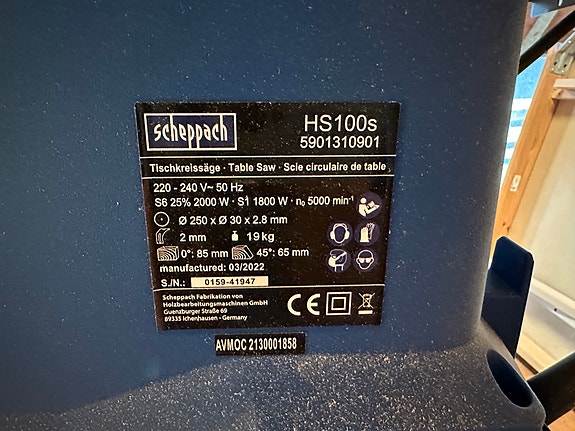 scheppach
HS100s
5901310901
Tischkreissäge · Table Saw · Scie circulaire de table
220 - 240 V~ 50 Hz
S6 25% 2000 W · S1 1800 W · n₀ 5000 min⁻¹
Ø 250 x Ø 30 x 2.8 mm
2 mm 19 kg
0°: 85 mm 45°: 65 mm
manufactured: 03/2022
S./N.: 0159-41947
Scheppach Fabrikation von
Holzbearbeitungsmaschinen GmbH
Guenzburger Straße 69
89335 Ichenhausen - Germany
CE
AVMOC 2130001858